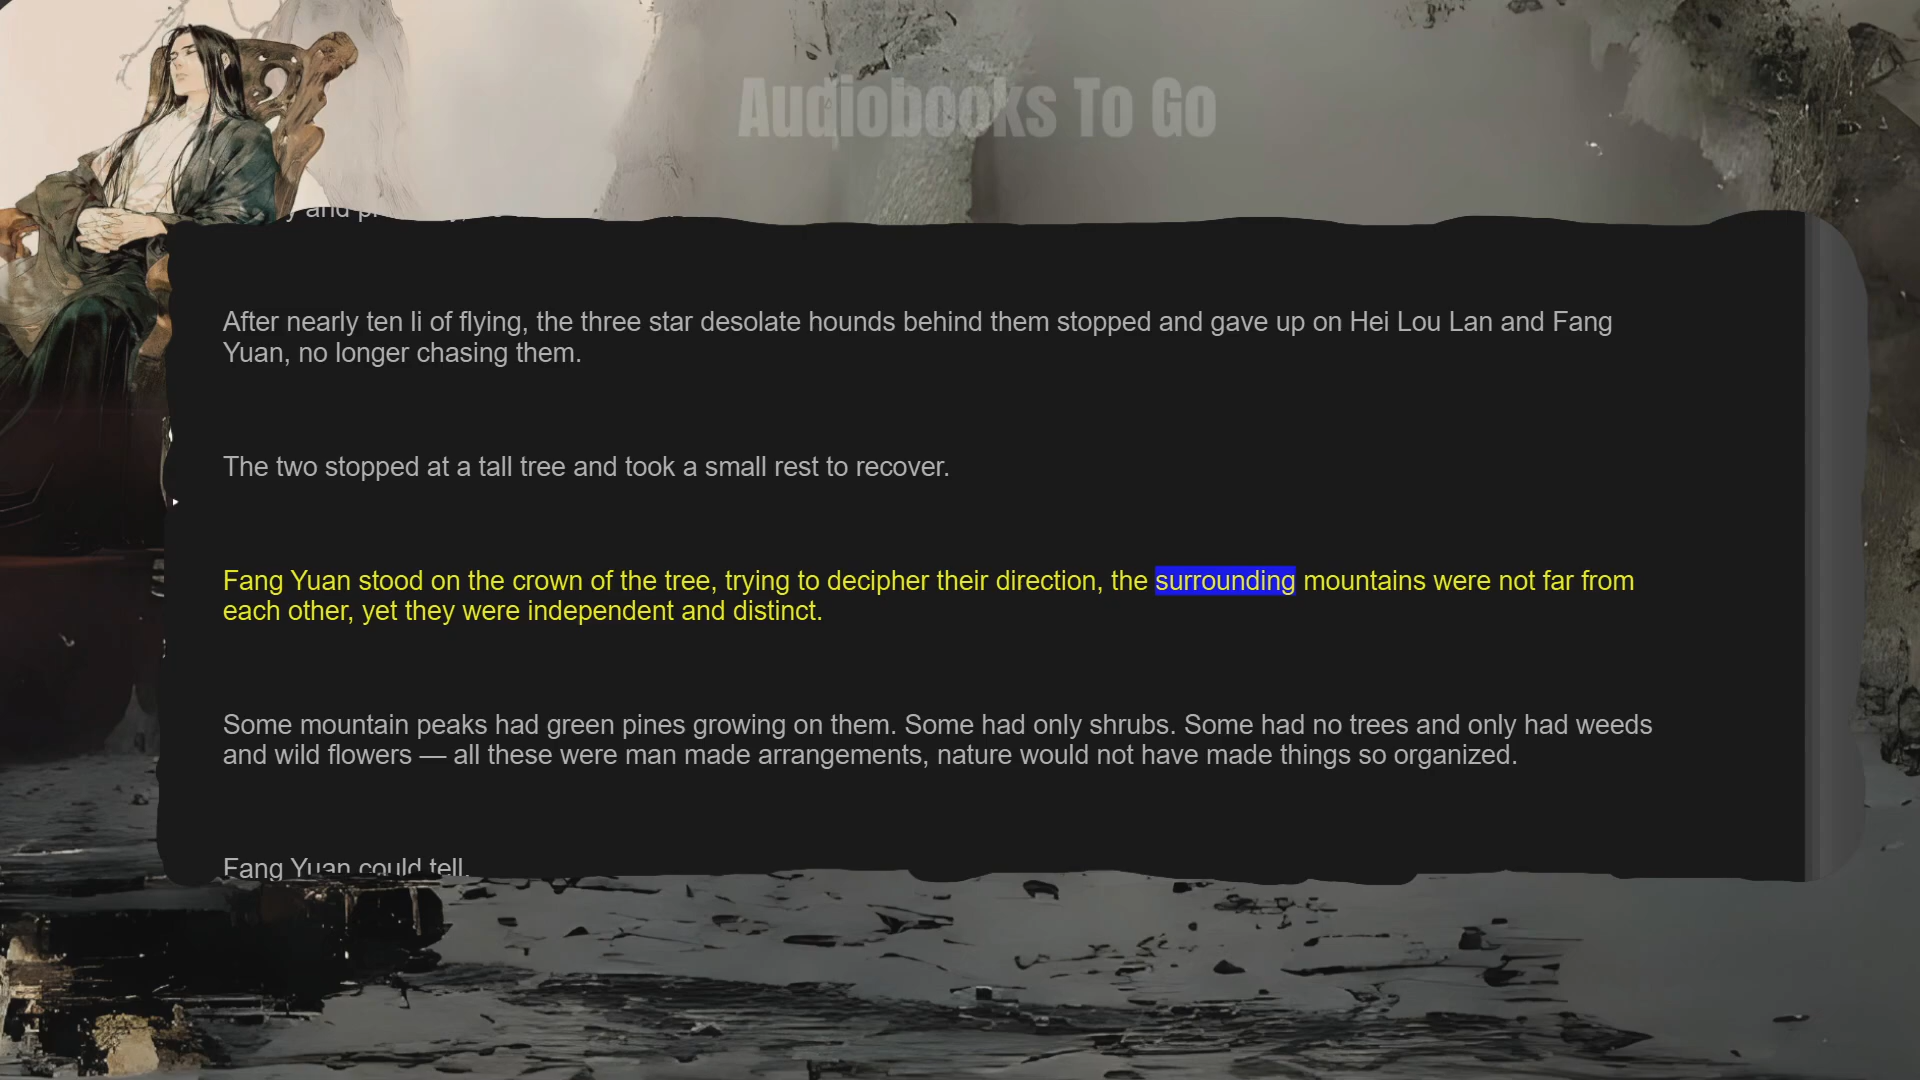 Audiobooks To Go
and
After nearly ten li of flying, the three star desolate hounds behind them stopped and gave up on Hei Lou Lan and Fang
Yuan, no longer chasing them.
The two stopped at a tall tree and took a small rest to recover.
Fang Yuan stood on the crown of the tree, trying to decipher their direction, the surrounding mountains were not far from
each other, yet they were independent and distinct.
Some mountain peaks had green pines growing on them. Some had only shrubs. Some had no trees and only had weeds
and wild flowers — all these were man made arrangements, nature would not have made things so organized.
Fang Yuan could tell.